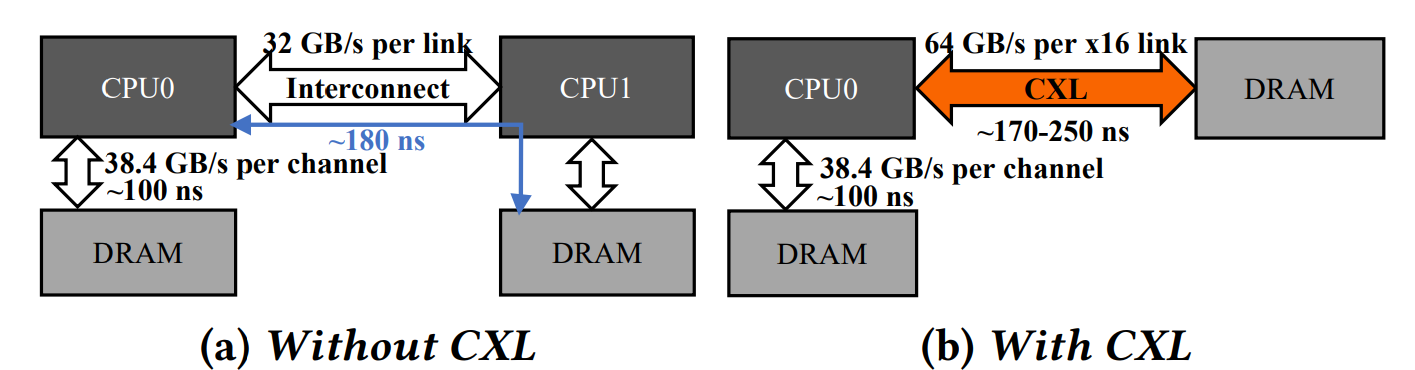 32 GB/s per link
CPU0
Interconnect
CPU1
~180 ns
38.4 GB/s per channel
~100 ns
DRAM
DRAM
(a) Without CXL
64 GB/s per x16 link
CPU0
CXL
DRAM
~170-250 ns
38.4 GB/s per channel
~100 ns
DRAM
(b) With CXL